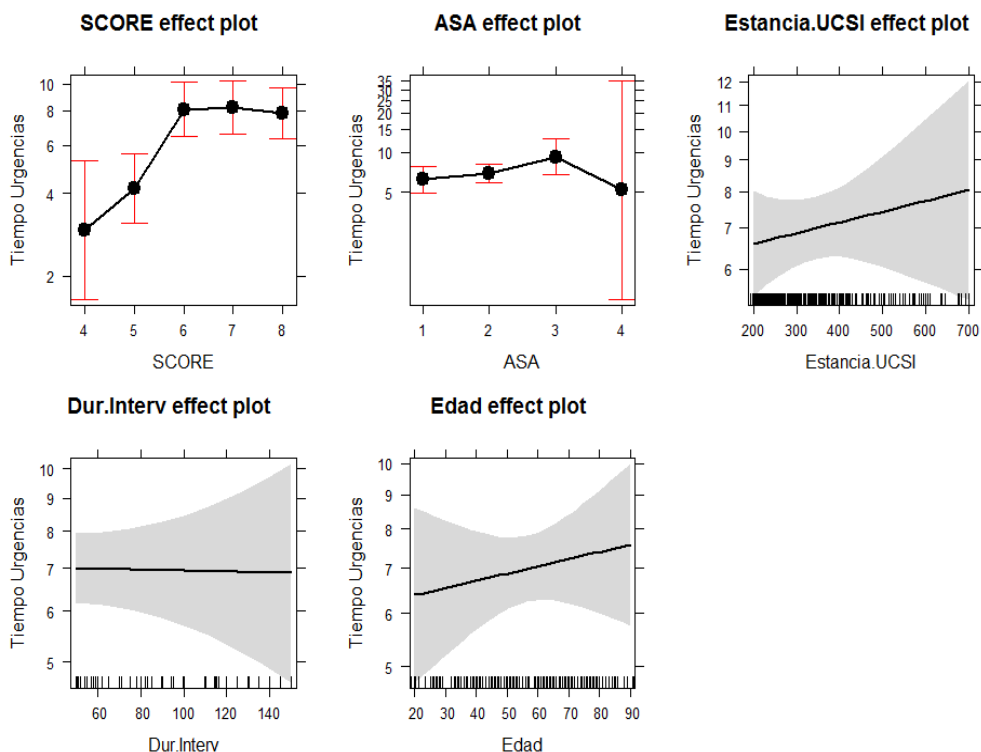 SCORE effect plot
Tiempo Urgencias
10
8
6
4
2
4 5 6 7 8
SCORE
ASA effect plot
Tiempo Urgencias
35
30
25
20
15
10
5
1 2 3 4
ASA
Estancia.UCSI effect plot
Tiempo Urgencias
12
11
10
9
8
7
6
200 300 400 500 600 700
Estancia.UCSI
Dur.Interv effect plot
Tiempo Urgencias
10
9
8
7
6
5
60 80 100 120 140
Dur.Interv
Edad effect plot
Tiempo Urgencias
10
9
8
7
6
5
20 30 40 50 60 70 80 90
Edad